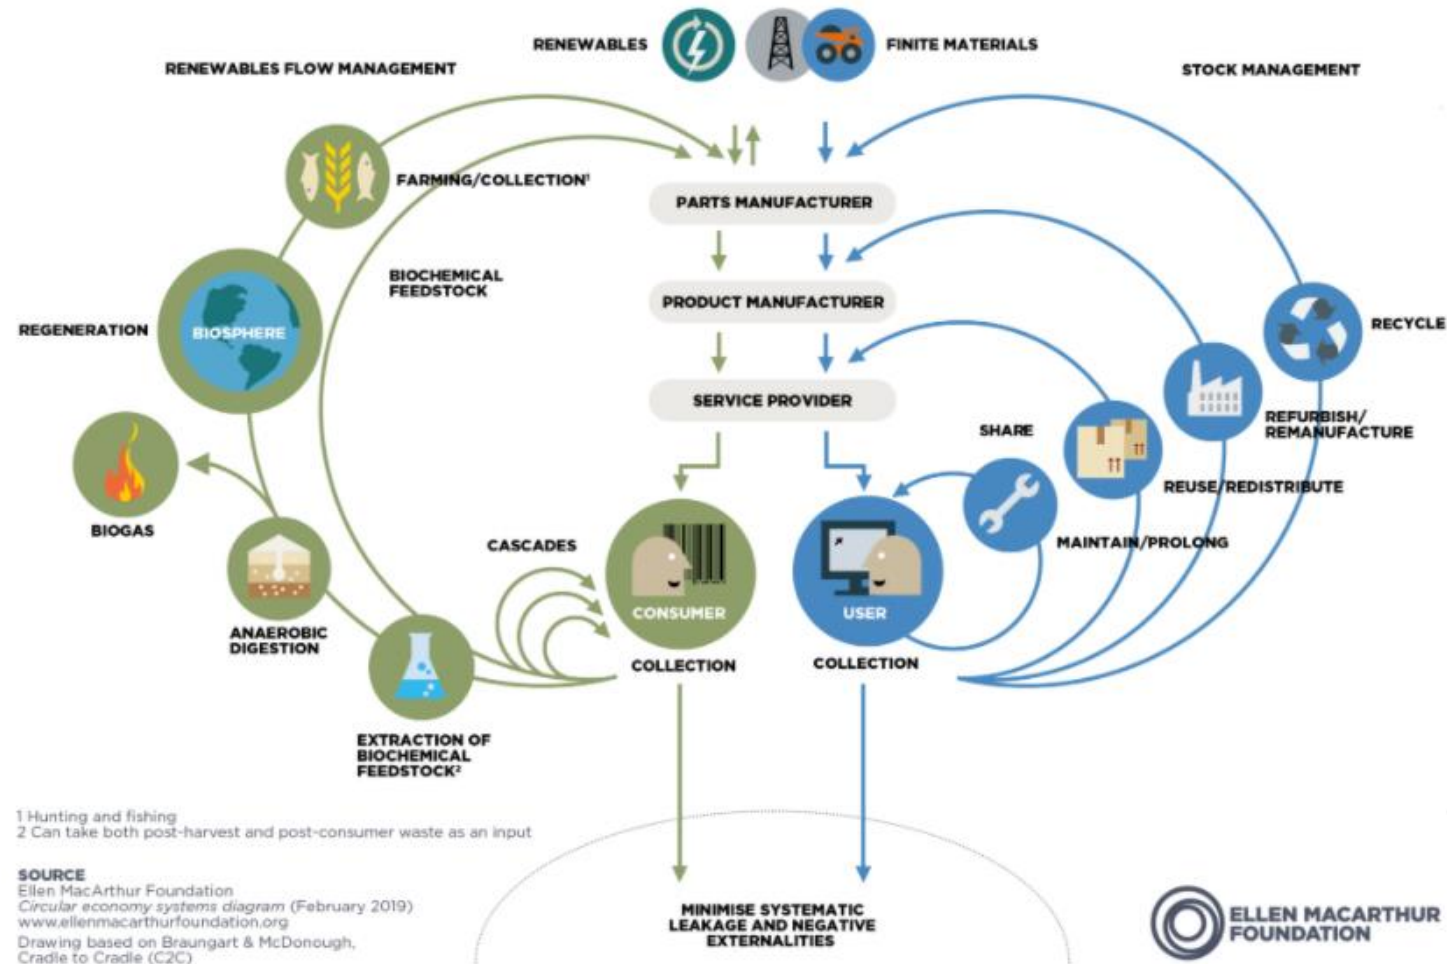 RENEWABLES
FINITE MATERIALS
RENEWABLES FLOW MANAGEMENT
STOCK MANAGEMENT
FARMING/COLLECTION¹
PARTS MANUFACTURER
BIOCHEMICAL
FEEDSTOCK
PRODUCT MANUFACTURER
REGENERATION
BIOSPHERE
RECYCLE
SERVICE PROVIDER
SHARE
REFURBISH/
REMANUFACTURE
REUSE/REDISTRIBUTE
BIOGAS
CASCADES
MAINTAIN/PROLONG
CONSUMER
USER
ANAEROBIC
DIGESTION
COLLECTION
COLLECTION
EXTRACTION OF
BIOCHEMICAL
FEEDSTOCK²
1 Hunting and fishing
2 Can take both post-harvest and post-consumer waste as an input
SOURCE
Ellen MacArthur Foundation
Circular economy systems diagram (February 2019)
www.ellenmacarthurfoundation.org
Drawing based on Braungart & McDonough,
Cradle to Cradle (C2C)
MINIMISE SYSTEMATIC
LEAKAGE AND NEGATIVE
EXTERNALITIES
ELLEN MACARTHUR
FOUNDATION